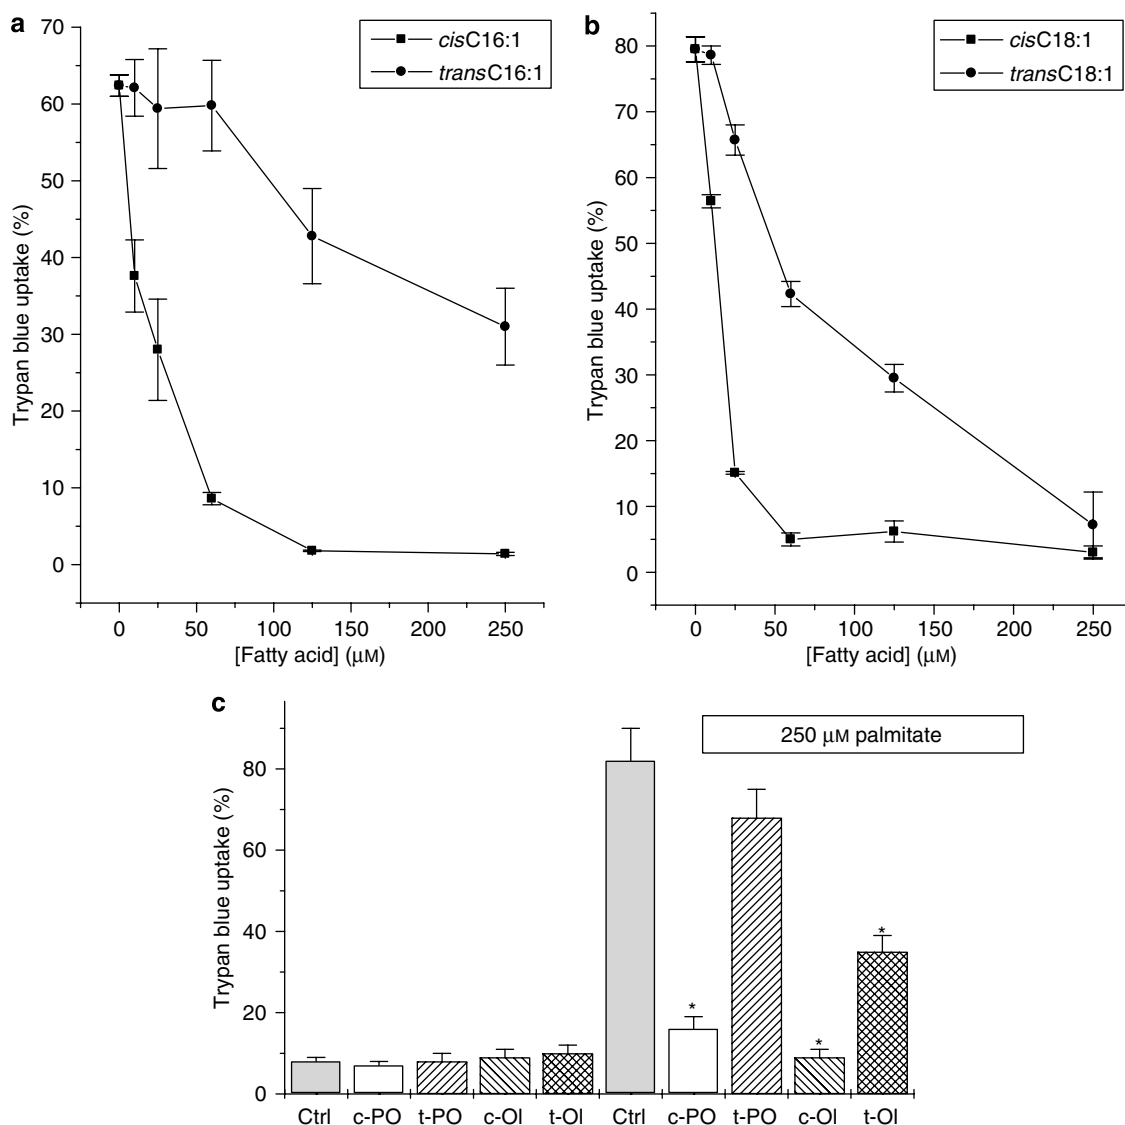 a
cisC16:1
transC16:1
Trypan blue uptake (%)
70
60
50
40
30
20
10
0
0 50 100 150 200 250
[Fatty acid] (μM)
b
cisC18:1
transC18:1
Trypan blue uptake (%)
80
70
60
50
40
30
20
10
0
0 50 100 150 200 250
[Fatty acid] (μM)
c
250 μM palmitate
Trypan blue uptake (%)
80
60
40
20
0
* * *
Ctrl c-PO t-PO c-Ol t-Ol Ctrl c-PO t-PO c-Ol t-Ol